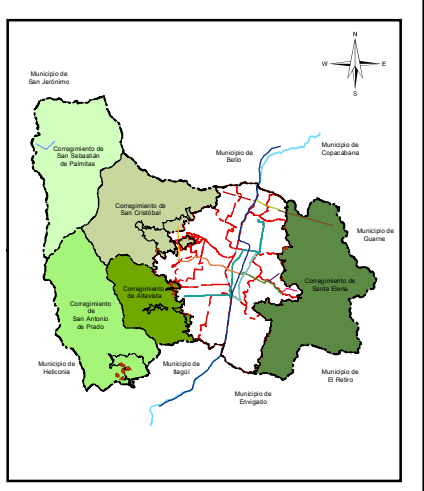 N
W
E
S
Municipio de
San Jerónimo
Municipio de
Copacabana
Municipio de
Bello
Corregimiento de
San Sebastián
de Palmitas
Corregimiento de
San Cristóbal
Municipio de
Guarne
Corregimiento
de Altavista
Corregimiento de
Santa Elena
Corregimiento
de
San Antonio
de Prado
Municipio de
Heliconia
Municipio de
Itagüí
Municipio de
El Retiro
Municipio de
Envigado